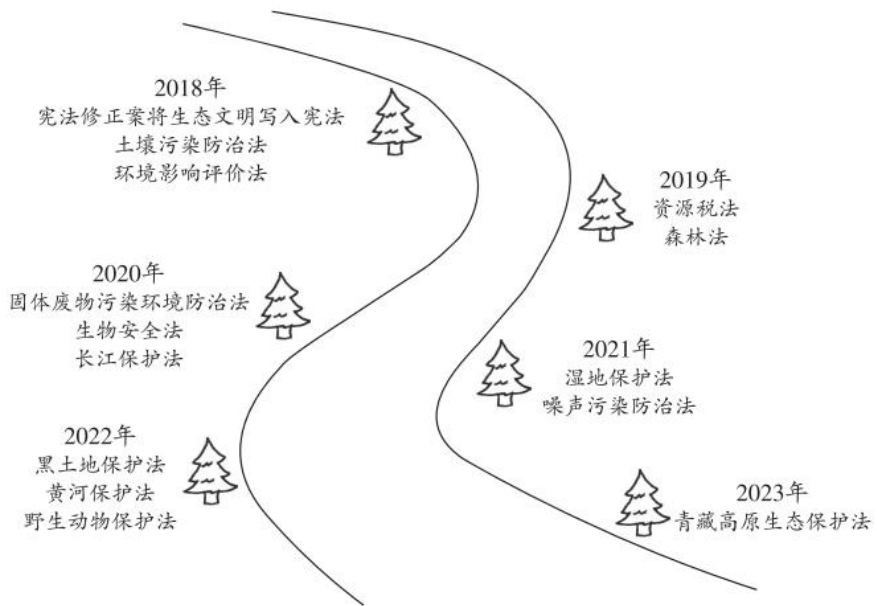 2018年
宪法修正案将生态文明写入宪法
土壤污染防治法
环境影响评价法
2019年
资源税法
森林法
2020年
固体废物污染环境防治法
生物安全法
长江保护法
2021年
湿地保护法
噪声污染防治法
2022年
黑土地保护法
黄河保护法
野生动物保护法
2023年
青藏高原生态保护法